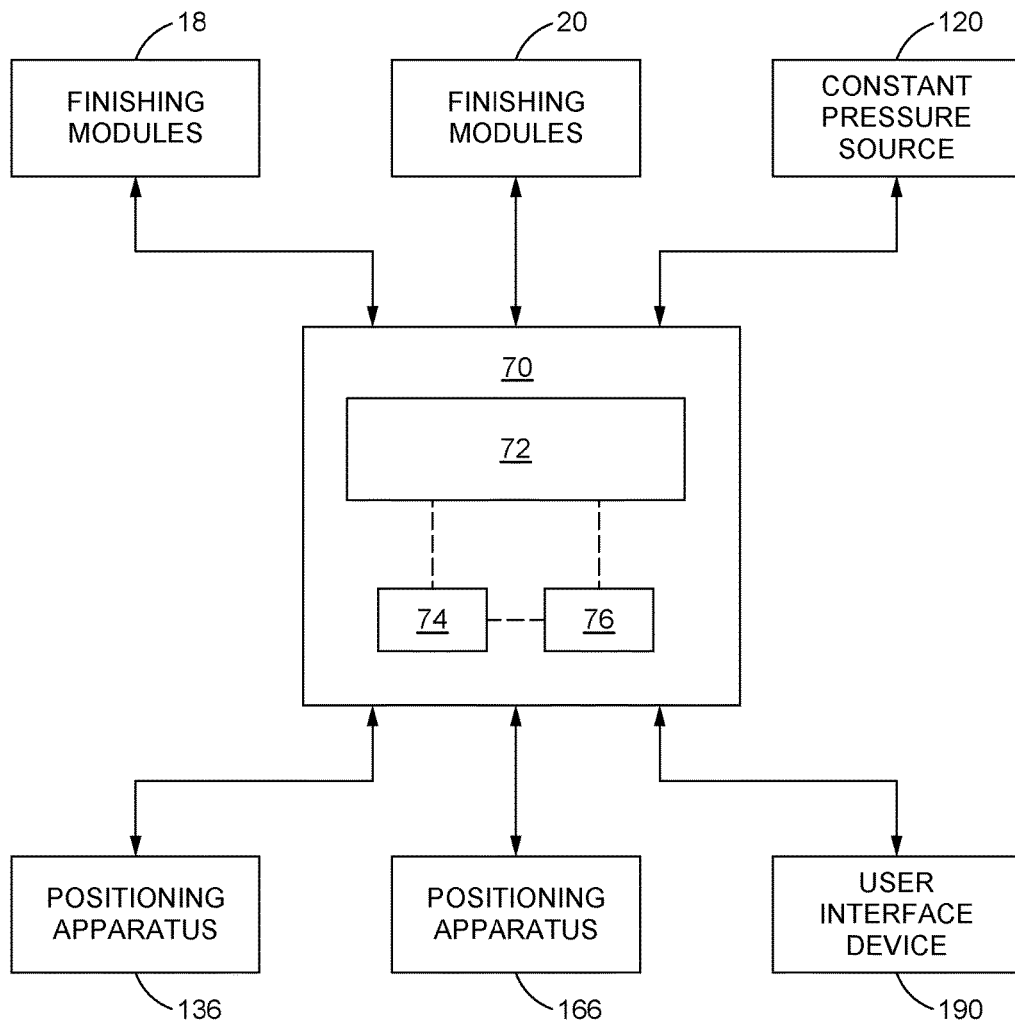 18
20
120
FINISHING
MODULES
FINISHING
MODULES
CONSTANT
PRESSURE
SOURCE
70
72
74
76
POSITIONING
APPARATUS
POSITIONING
APPARATUS
USER
INTERFACE
DEVICE
136
166
190